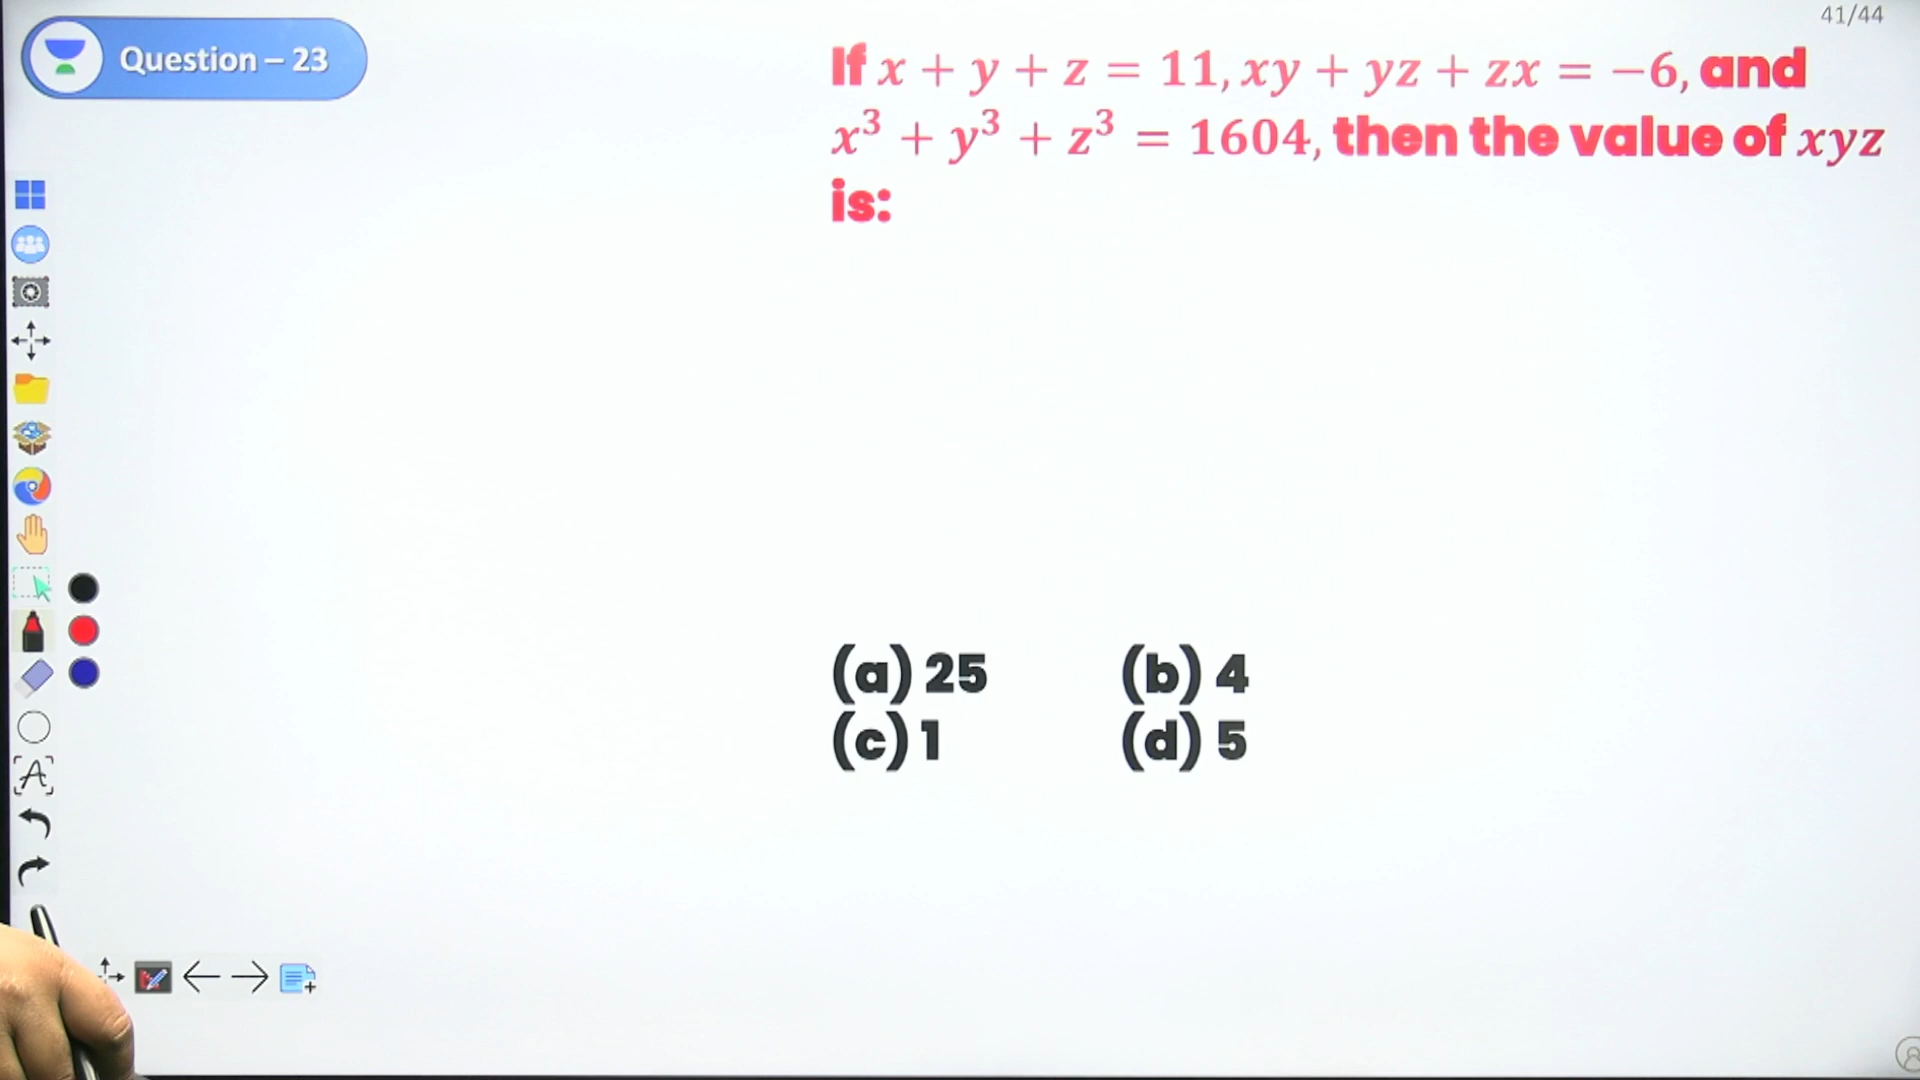 41/44
Question – 23
If x + y + z = 11, xy + yz + zx = −6, and
x³ + y³ + z³ = 1604, then the value of xyz
is:
(a) 25 (b) 4
(c) 1 (d) 5